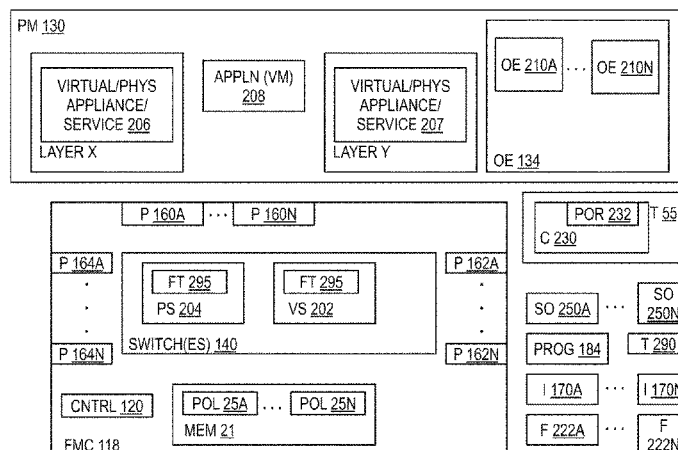 PM 130
VIRTUAL/PHYS
APPLIANCE/
SERVICE 206
LAYER X
APPLN (VM)
208
VIRTUAL/PHYS
APPLIANCE/
SERVICE 207
LAYER Y
OE 210A ... OE 210N
OE 134
P 160A ... P 160N
POR 232
T 55
C 230
P 164A
P 164N
FT 295
PS 204
FT 295
VS 202
SWITCH(ES) 140
P 162A
P 162N
SO 250A ... SO
250N
PROG 184
T 290
I 170A ... I 170N
F 222A ... F
222N
CNTRL 120
POL 25A ... POL 25N
MEM 21
FMC 118